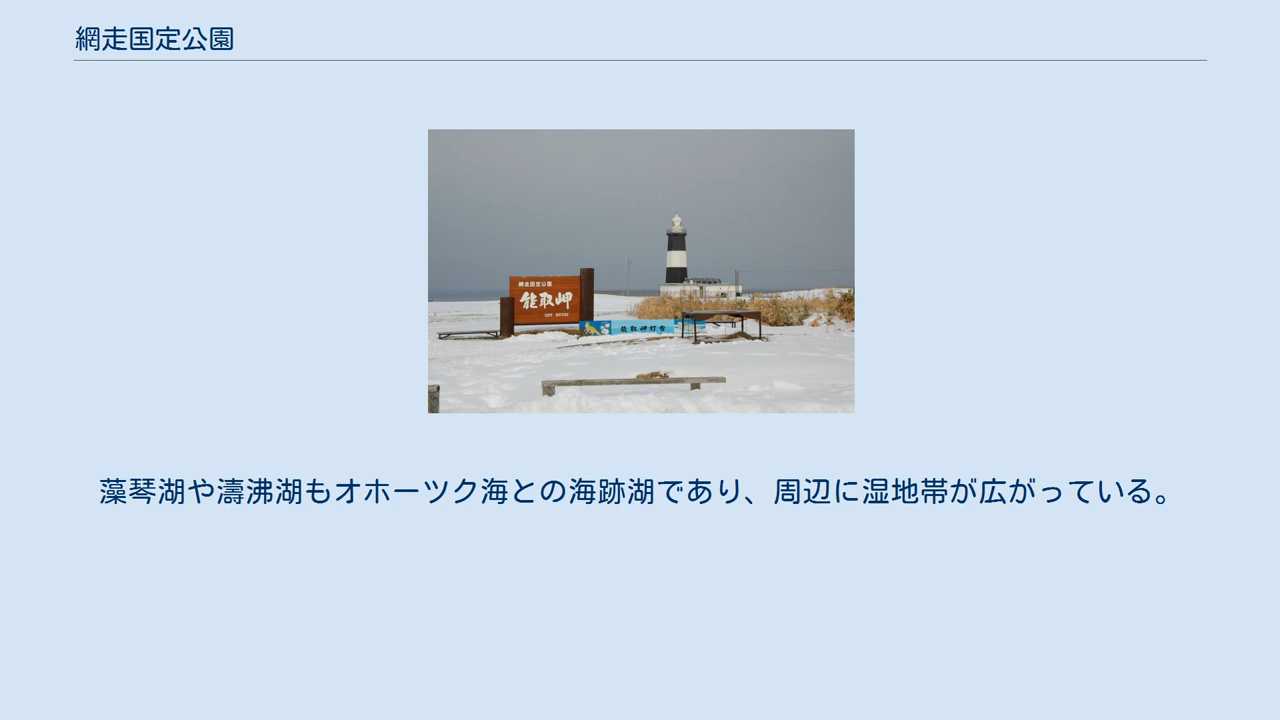 網走国定公園
網走国定公園
能取岬
CAPE NOTORO
能取岬灯台
藻琴湖や濤沸湖もオホーツク海との海跡湖であり、周辺に湿地帯が広がっている。